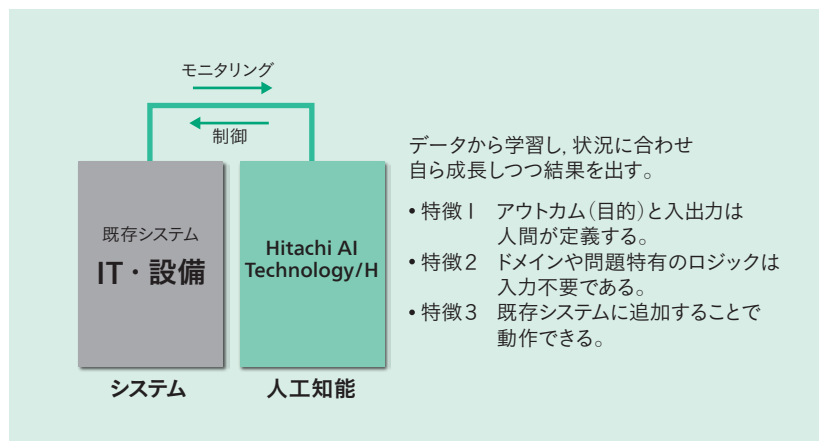 モニタリング
制御
既存システム
IT・設備
システム
Hitachi AI
Technology/H
人工知能
データから学習し, 状況に合わせ
自ら成長しつつ結果を出す。
• 特徴1 アウトカム(目的)と入出力は
人間が定義する。
• 特徴2 ドメインや問題特有のロジックは
入力不要である。
• 特徴3 既存システムに追加することで
動作できる。